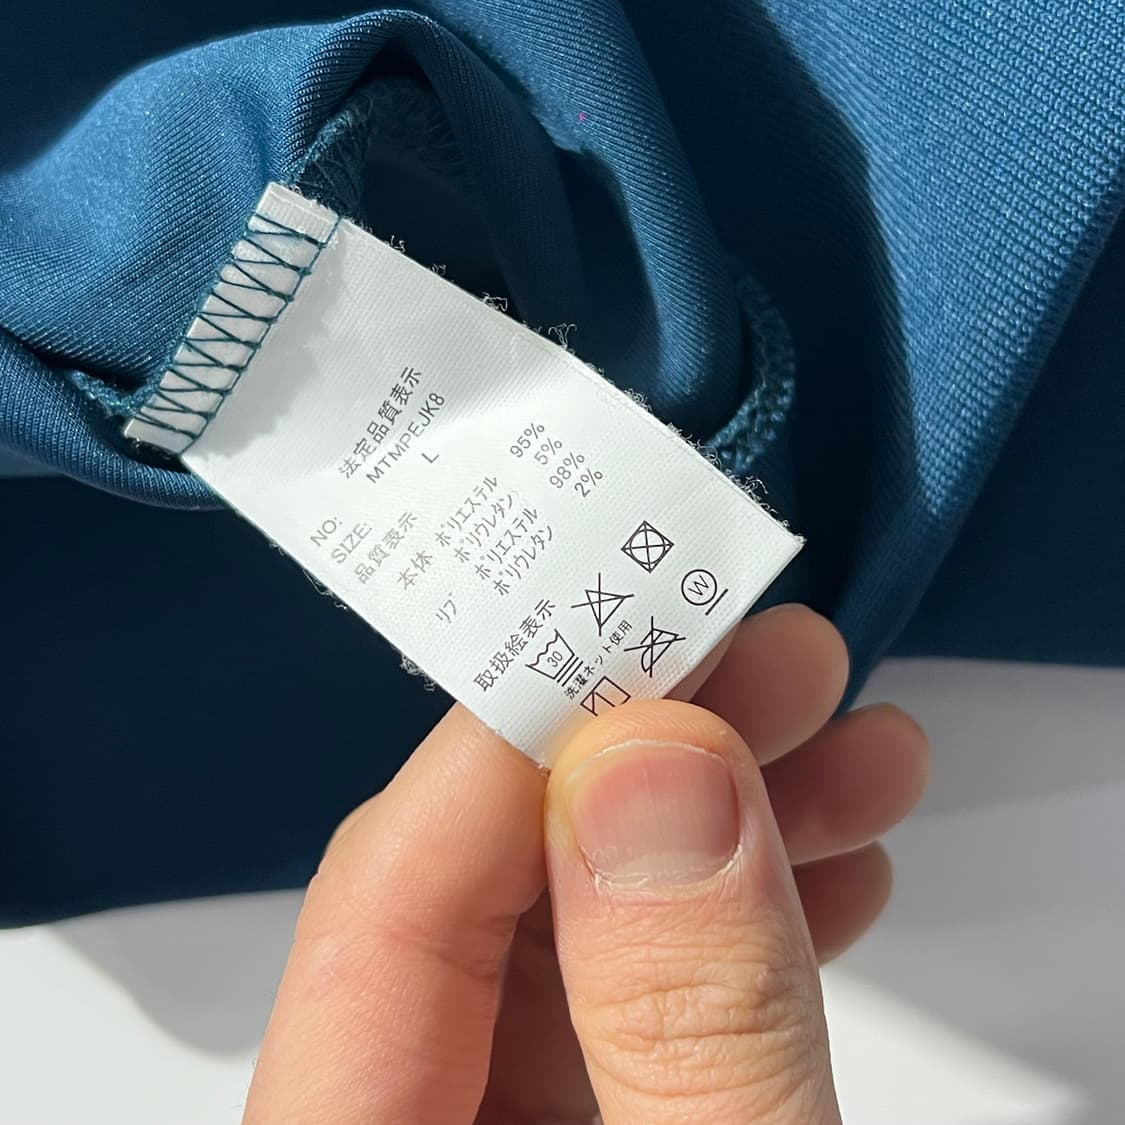 法定品質表示
NO: MTMPEJK8
SIZE: L
品質表示
本体 ポリエステル 95%
ポリウレタン 5%
リブ ポリエステル 98%
ポリウレタン 2%
取扱絵表示
30
W
洗濯ネット使用